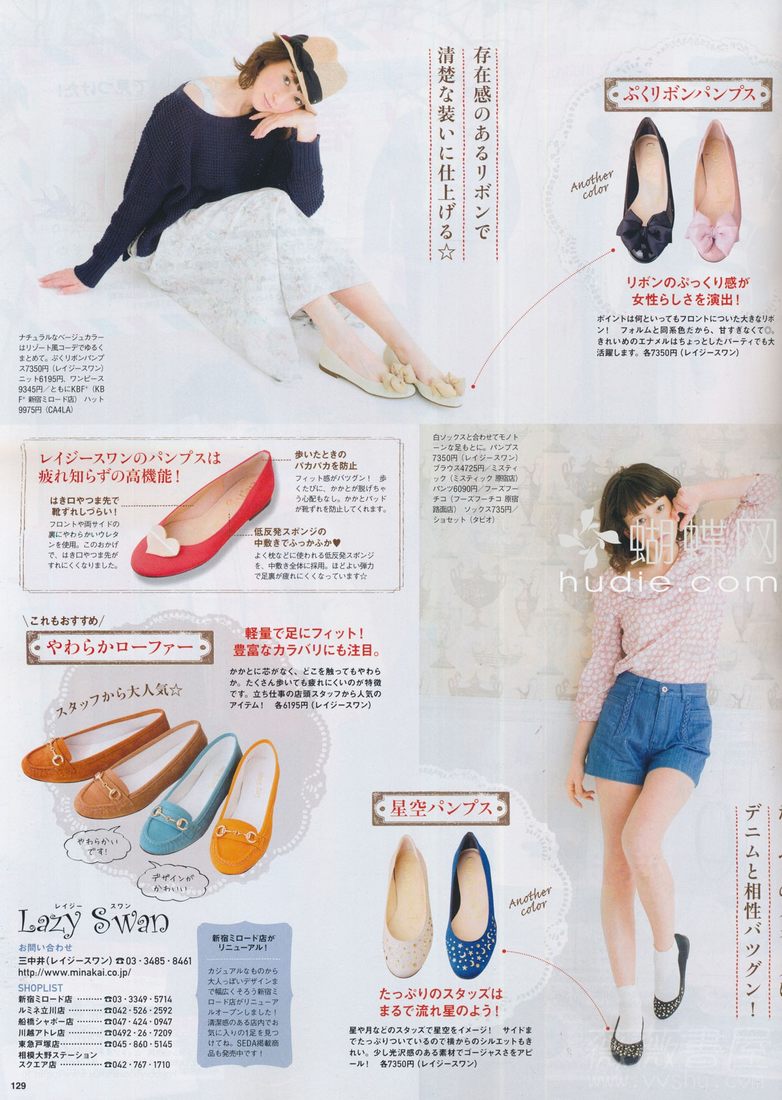 存在感のあるリボンで
清楚な装いに仕上げる☆
ぷくリボンパンプス
Another
color
リボンのぷっくり感が
女性らしさを演出！
ポイントは何といってもフロントについた大きなリボ
ン！　フォルムと同系色だから、甘すぎなくて◎。
きれいめのエナメルはちょっとしたパーティでも大
活躍します。各7350円（レイジースワン）
ナチュラルなベージュカラー
はリゾート風コーデでゆるく
まとめて。ぷくリボンパンプ
ス7350円（レイジースワン）
ニット6195円、ワンピース
9345円／ともにKBF⁺（KB
F⁺ 新宿ミロード店）　ハット
9975円（CA4LA）
レイジースワンのパンプスは
疲れ知らずの高機能！
はき口やつま先で
靴ずれしづらい！
フロントや両サイドの
裏にやわらかいウレタ
ンを使用。このおかげ
で、はき口やつま先が
すれにくくなりました。
歩いたときの
パカパカを防止
フィット感がバツグン！　歩
くたびに、かかとが脱げちゃ
う心配もなし。かかとパッド
が靴ずれを防止してくれます。
低反発スポンジの
中敷きでふっかふか♥
よく枕などに使われる低反発スポンジ
を、中敷き全体に採用。ほどよい弾力
で足裏が疲れにくくなっています☆
白ソックスと合わせてモノト
ーンな足もとに。パンプス
7350円（レイジースワン）
ブラウス4725円／ミスティ
ック（ミスティック 原宿店）
パンツ6090円／フーズフー
チコ（フーズフーチコ 原宿
路面店）　ソックス735円／
ショセット（タビオ）
蝴蝶网
hudie.com
これもおすすめ
やわらかローファー
軽量で足にフィット！
豊富なカラバリにも注目。
かかとに芯がなく、どこを触ってもやわら
か。たくさん歩いても疲れにくいのが特徴
です。立ち仕事の店頭スタッフから人気の
アイテム！　各6195円（レイジースワン）
スタッフから大人気☆
やわらかい
です！
デザインが
かわいい
星空パンプス
Another
color
たっぷりのスタッズは
まるで流れ星のよう！
星や月などのスタッズで星空をイメージ！　サイドま
でたっぷりついているので横からのシルエットもき
れい。少し光沢感のある素材でゴージャスさをアピ
ール！　各7350円（レイジースワン）
デニムと相性バツグン！
レイジー　スワン
Lazy Swan
お問い合わせ
三中井（レイジースワン）☎03・3485・8461
http://www.minakai.co.jp/
SHOPLIST
新宿ミロード店 ………☎03・3349・5714
ルミネ立川店 …………☎042・526・2592
船橋シャポー店 ………☎047・424・0947
川越アトレ店 …………☎0492・26・7209
東急戸塚店 ……………☎045・860・5145
相模大野ステーション
スクエア店 ……………☎042・767・1710
新宿ミロード店が
リニューアル！
カジュアルなものから
大人っぽいデザインま
で幅広くそろう新宿ミ
ロード店がリニューア
ルオープンしました！
清潔感のある店内でお
気に入りの1足を見つ
けてね。SEDA掲載商
品も発売中です！
129